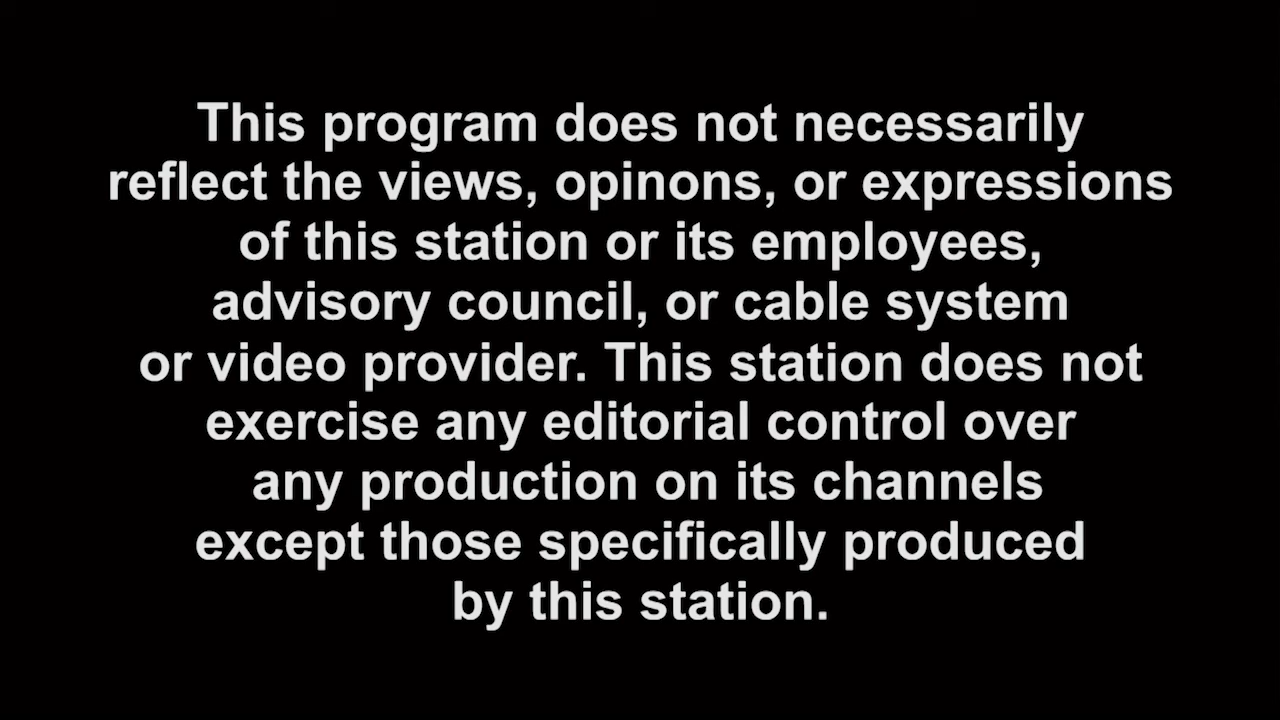 This program does not necessarily
reflect the views, opinons, or expressions
of this station or its employees,
advisory council, or cable system
or video provider. This station does not
exercise any editorial control over
any production on its channels
except those specifically produced
by this station.